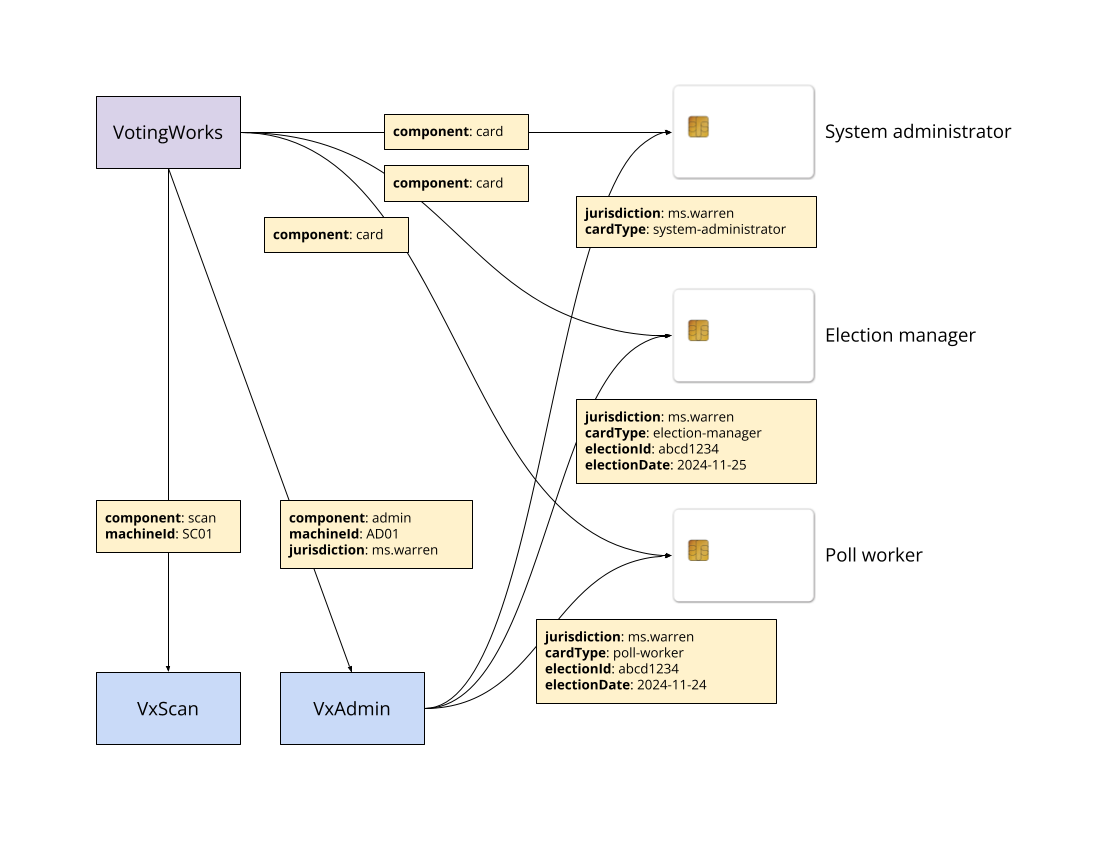 VotingWorks
component: card
System administrator
component: card
jurisdiction: ms.warren
cardType: system-administrator
component: card
Election manager
jurisdiction: ms.warren
cardType: election-manager
electionId: abcd1234
electionDate: 2024-11-25
component: scan
machineId: SC01
component: admin
machineId: AD01
jurisdiction: ms.warren
Poll worker
jurisdiction: ms.warren
cardType: poll-worker
electionId: abcd1234
electionDate: 2024-11-24
VxScan
VxAdmin